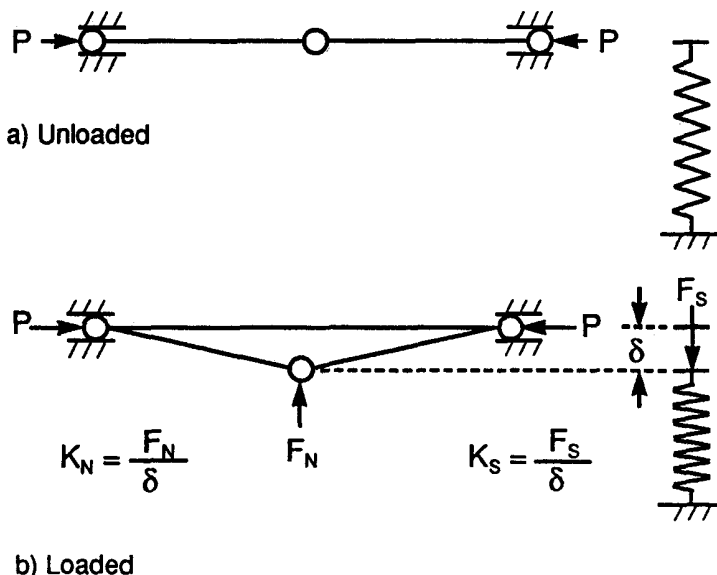 P P
a) Unloaded
F_S
P P
δ
K_N = F_N / δ F_N K_S = F_S / δ
b) Loaded